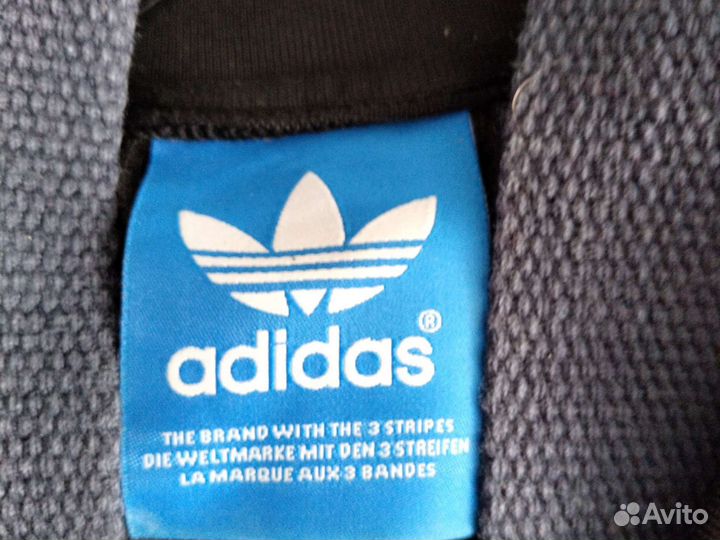 adidas®
THE BRAND WITH THE 3 STRIPES
DIE WELTMARKE MIT DEN 3 STREIFEN
LA MARQUE AUX 3 BANDES
Avito